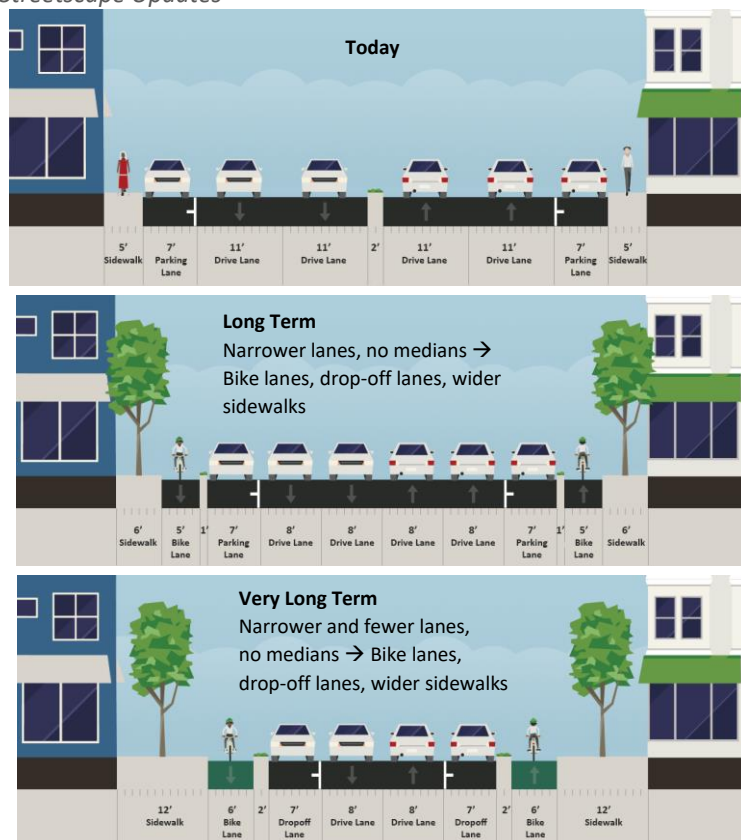 Streetscape Updates
Today
5' 7' 11' 11' 2' 11' 11' 7' 5'
Sidewalk Parking Drive Lane Drive Lane Drive Lane Drive Lane Parking Sidewalk
Lane Lane
Long Term
Narrower lanes, no medians →
Bike lanes, drop-off lanes, wider
sidewalks
6' 5' 1' 7' 8' 8' 8' 8' 7' 1' 5' 6'
Sidewalk Bike Parking Drive Lane Drive Lane Drive Lane Drive Lane Parking Bike Sidewalk
Lane Lane Lane Lane
Very Long Term
Narrower and fewer lanes,
no medians → Bike lanes,
drop-off lanes, wider sidewalks
12' 6' 2' 7' 8' 8' 7' 2' 6' 12'
Sidewalk Bike Dropoff Drive Lane Drive Lane Dropoff Bike Sidewalk
Lane Lane Lane Lane